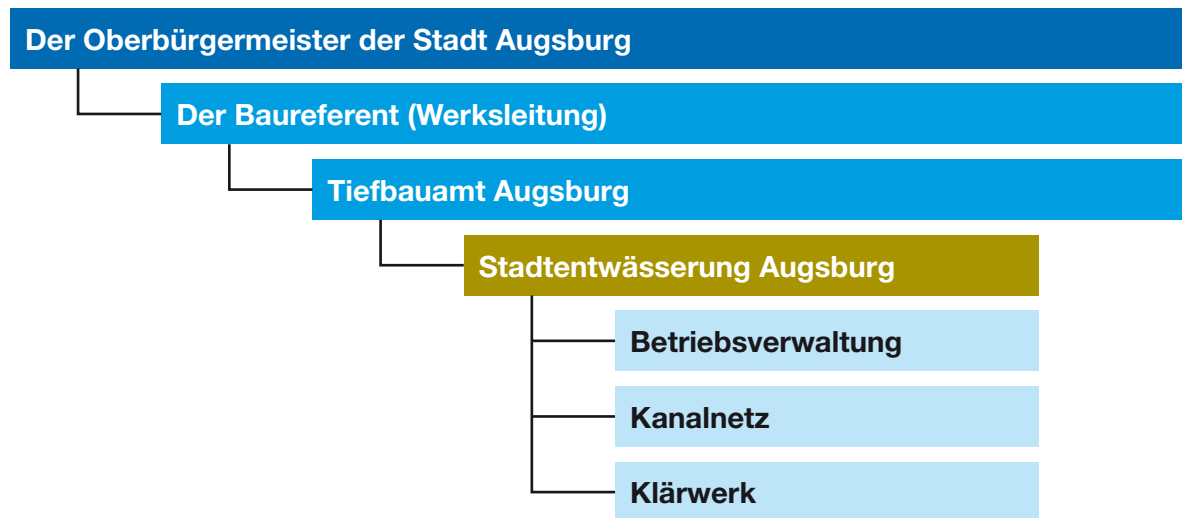 Der Oberbürgermeister der Stadt Augsburg
Der Baureferent (Werksleitung)
Tiefbauamt Augsburg
Stadtentwässerung Augsburg
Betriebsverwaltung
Kanalnetz
Klärwerk